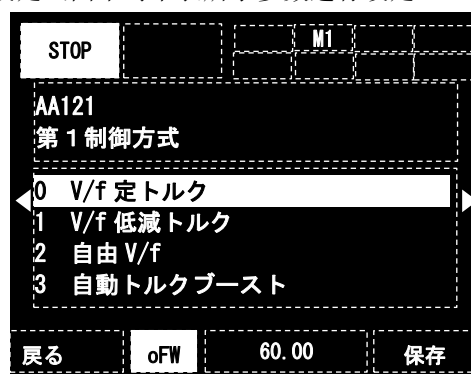 STOP M1
AA121
第1制御方式
0 V/f 定トルク
1 V/f 低減トルク
2 自由 V/f
3 自動トルクブースト
戻る oFW 60.00 保存